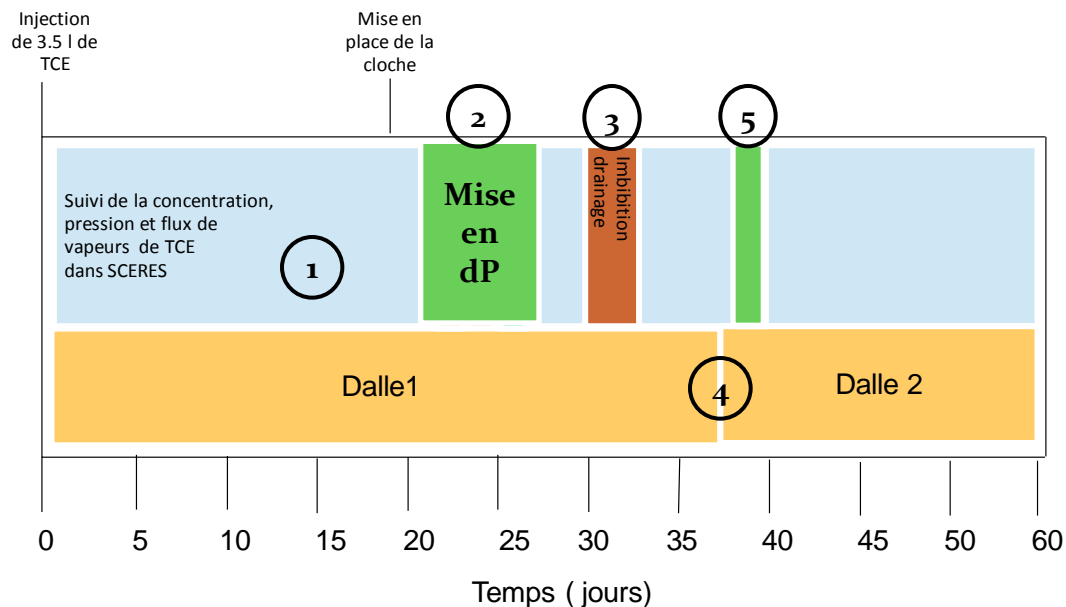 Injection
de 3.5 l de
TCE
Mise en
place de la
cloche
2
3
5
Suivi de la concentration,
pression et flux de
vapeurs de TCE
dans SCERES
1
Mise
en
dP
Imbibition
drainage
Dalle1
4
Dalle 2
0 5 10 15 20 25 30 35 40 45 50 60
Temps ( jours)